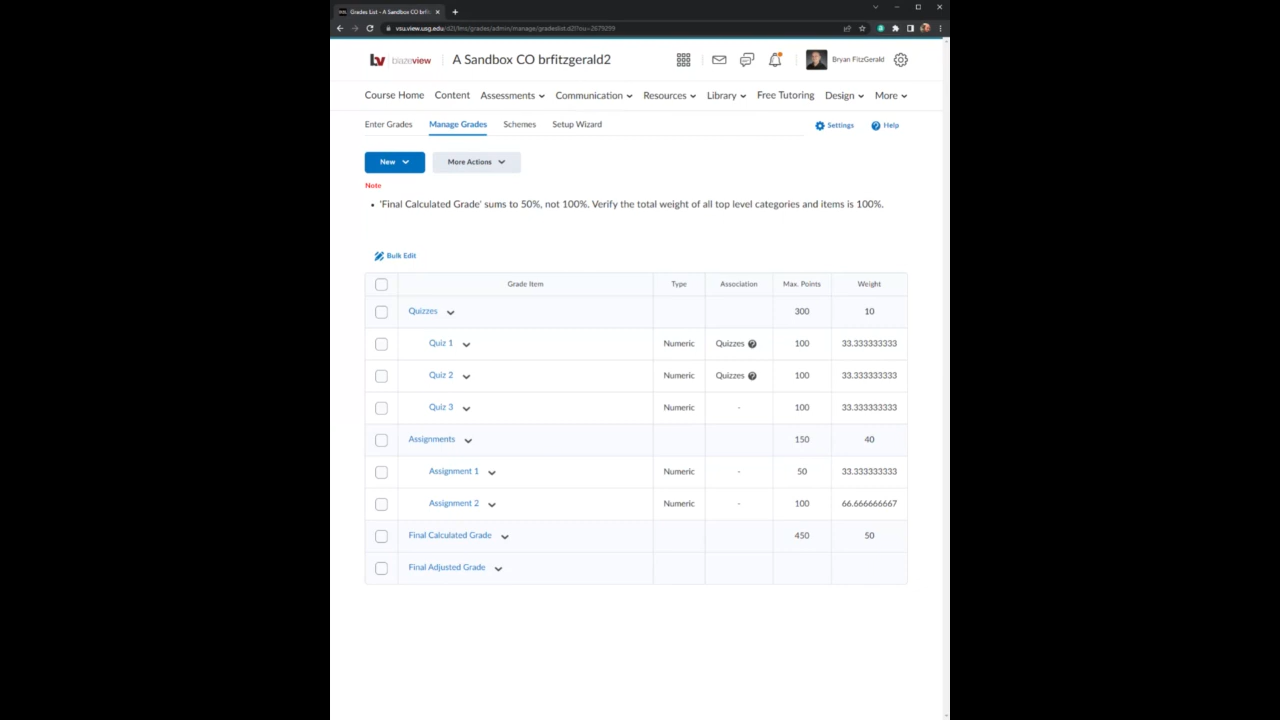 Grades List - A Sandbox CO brfit
vsu.view.usg.edu/d2l/lms/grades/admin/manage/gradeslist.d2l?ou=2679299
bv blazeview A Sandbox CO brfitzgerald2 Bryan FitzGerald
Course Home Content Assessments Communication Resources Library Free Tutoring Design More
Enter Grades Manage Grades Schemes Setup Wizard Settings Help
New More Actions
Note
• 'Final Calculated Grade' sums to 50%, not 100%. Verify the total weight of all top level categories and items is 100%.
Bulk Edit
Grade Item Type Association Max. Points Weight
Quizzes 300 10
Quiz 1 Numeric Quizzes 100 33.333333333
Quiz 2 Numeric Quizzes 100 33.333333333
Quiz 3 Numeric - 100 33.333333333
Assignments 150 40
Assignment 1 Numeric - 50 33.333333333
Assignment 2 Numeric - 100 66.666666667
Final Calculated Grade 450 50
Final Adjusted Grade